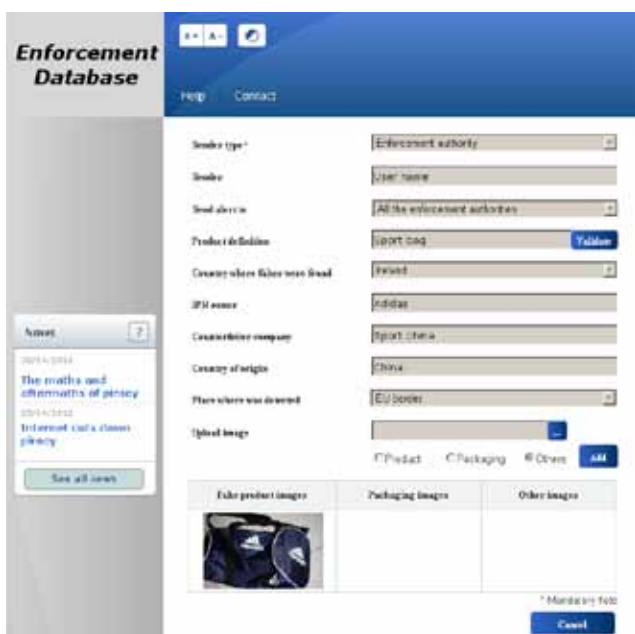 Enforcement
Database
A+ A-
Help Contact
Sender type* Enforcement authority
Sender User name
Send alert to All the enforcement authorities
Product definition Sport bag Validate
Country where fakes were found Ireland
IPR owner Adidas
Counterfeiter company Sport china
Country of origin China
Place where was detected EU border
Upload image ...
Product Packaging Others Add
News ?
The maths and
aftermaths of piracy
Internet cuts down
piracy
See all news
Fake product images Packaging images Other images
* Mandatory field
Cancel